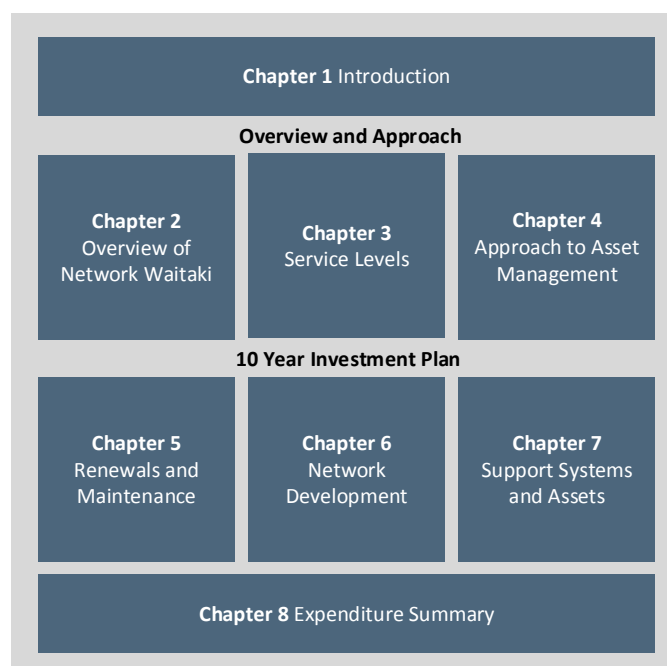 Chapter 1 Introduction
Overview and Approach
Chapter 2
Overview of
Network Waitaki
Chapter 3
Service Levels
Chapter 4
Approach to Asset
Management
10 Year Investment Plan
Chapter 5
Renewals and
Maintenance
Chapter 6
Network
Development
Chapter 7
Support Systems
and Assets
Chapter 8 Expenditure Summary